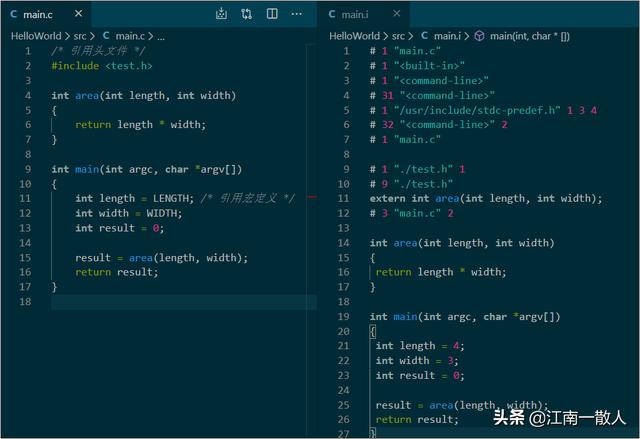 main.c
HelloWorld > src > main.c > ...
1 /* 引用头文件 */
2 #include <test.h>
3
4 int area(int length, int width)
5 {
6 return length * width;
7 }
8
9 int main(int argc, char *argv[])
10 {
11 int length = LENGTH; /* 引用宏定义 */
12 int width = WIDTH;
13 int result = 0;
14
15 result = area(length, width);
16 return result;
17 }
18
main.i
HelloWorld > src > main.i > main(int, char * [])
1 # 1 "main.c"
2 # 1 "<built-in>"
3 # 1 "<command-line>"
4 # 31 "<command-line>"
5 # 1 "/usr/include/stdc-predef.h" 1 3 4
6 # 32 "<command-line>" 2
7 # 1 "main.c"
8
9 # 1 "./test.h" 1
10 # 9 "./test.h"
11 extern int area(int length, int width);
12 # 3 "main.c" 2
13
14 int area(int length, int width)
15 {
16 return length * width;
17 }
18
19 int main(int argc, char *argv[])
20 {
21 int length = 4;
22 int width = 3;
23 int result = 0;
24
25 result = area(length, width);
26 return result;
27 }
头条 @江南一散人